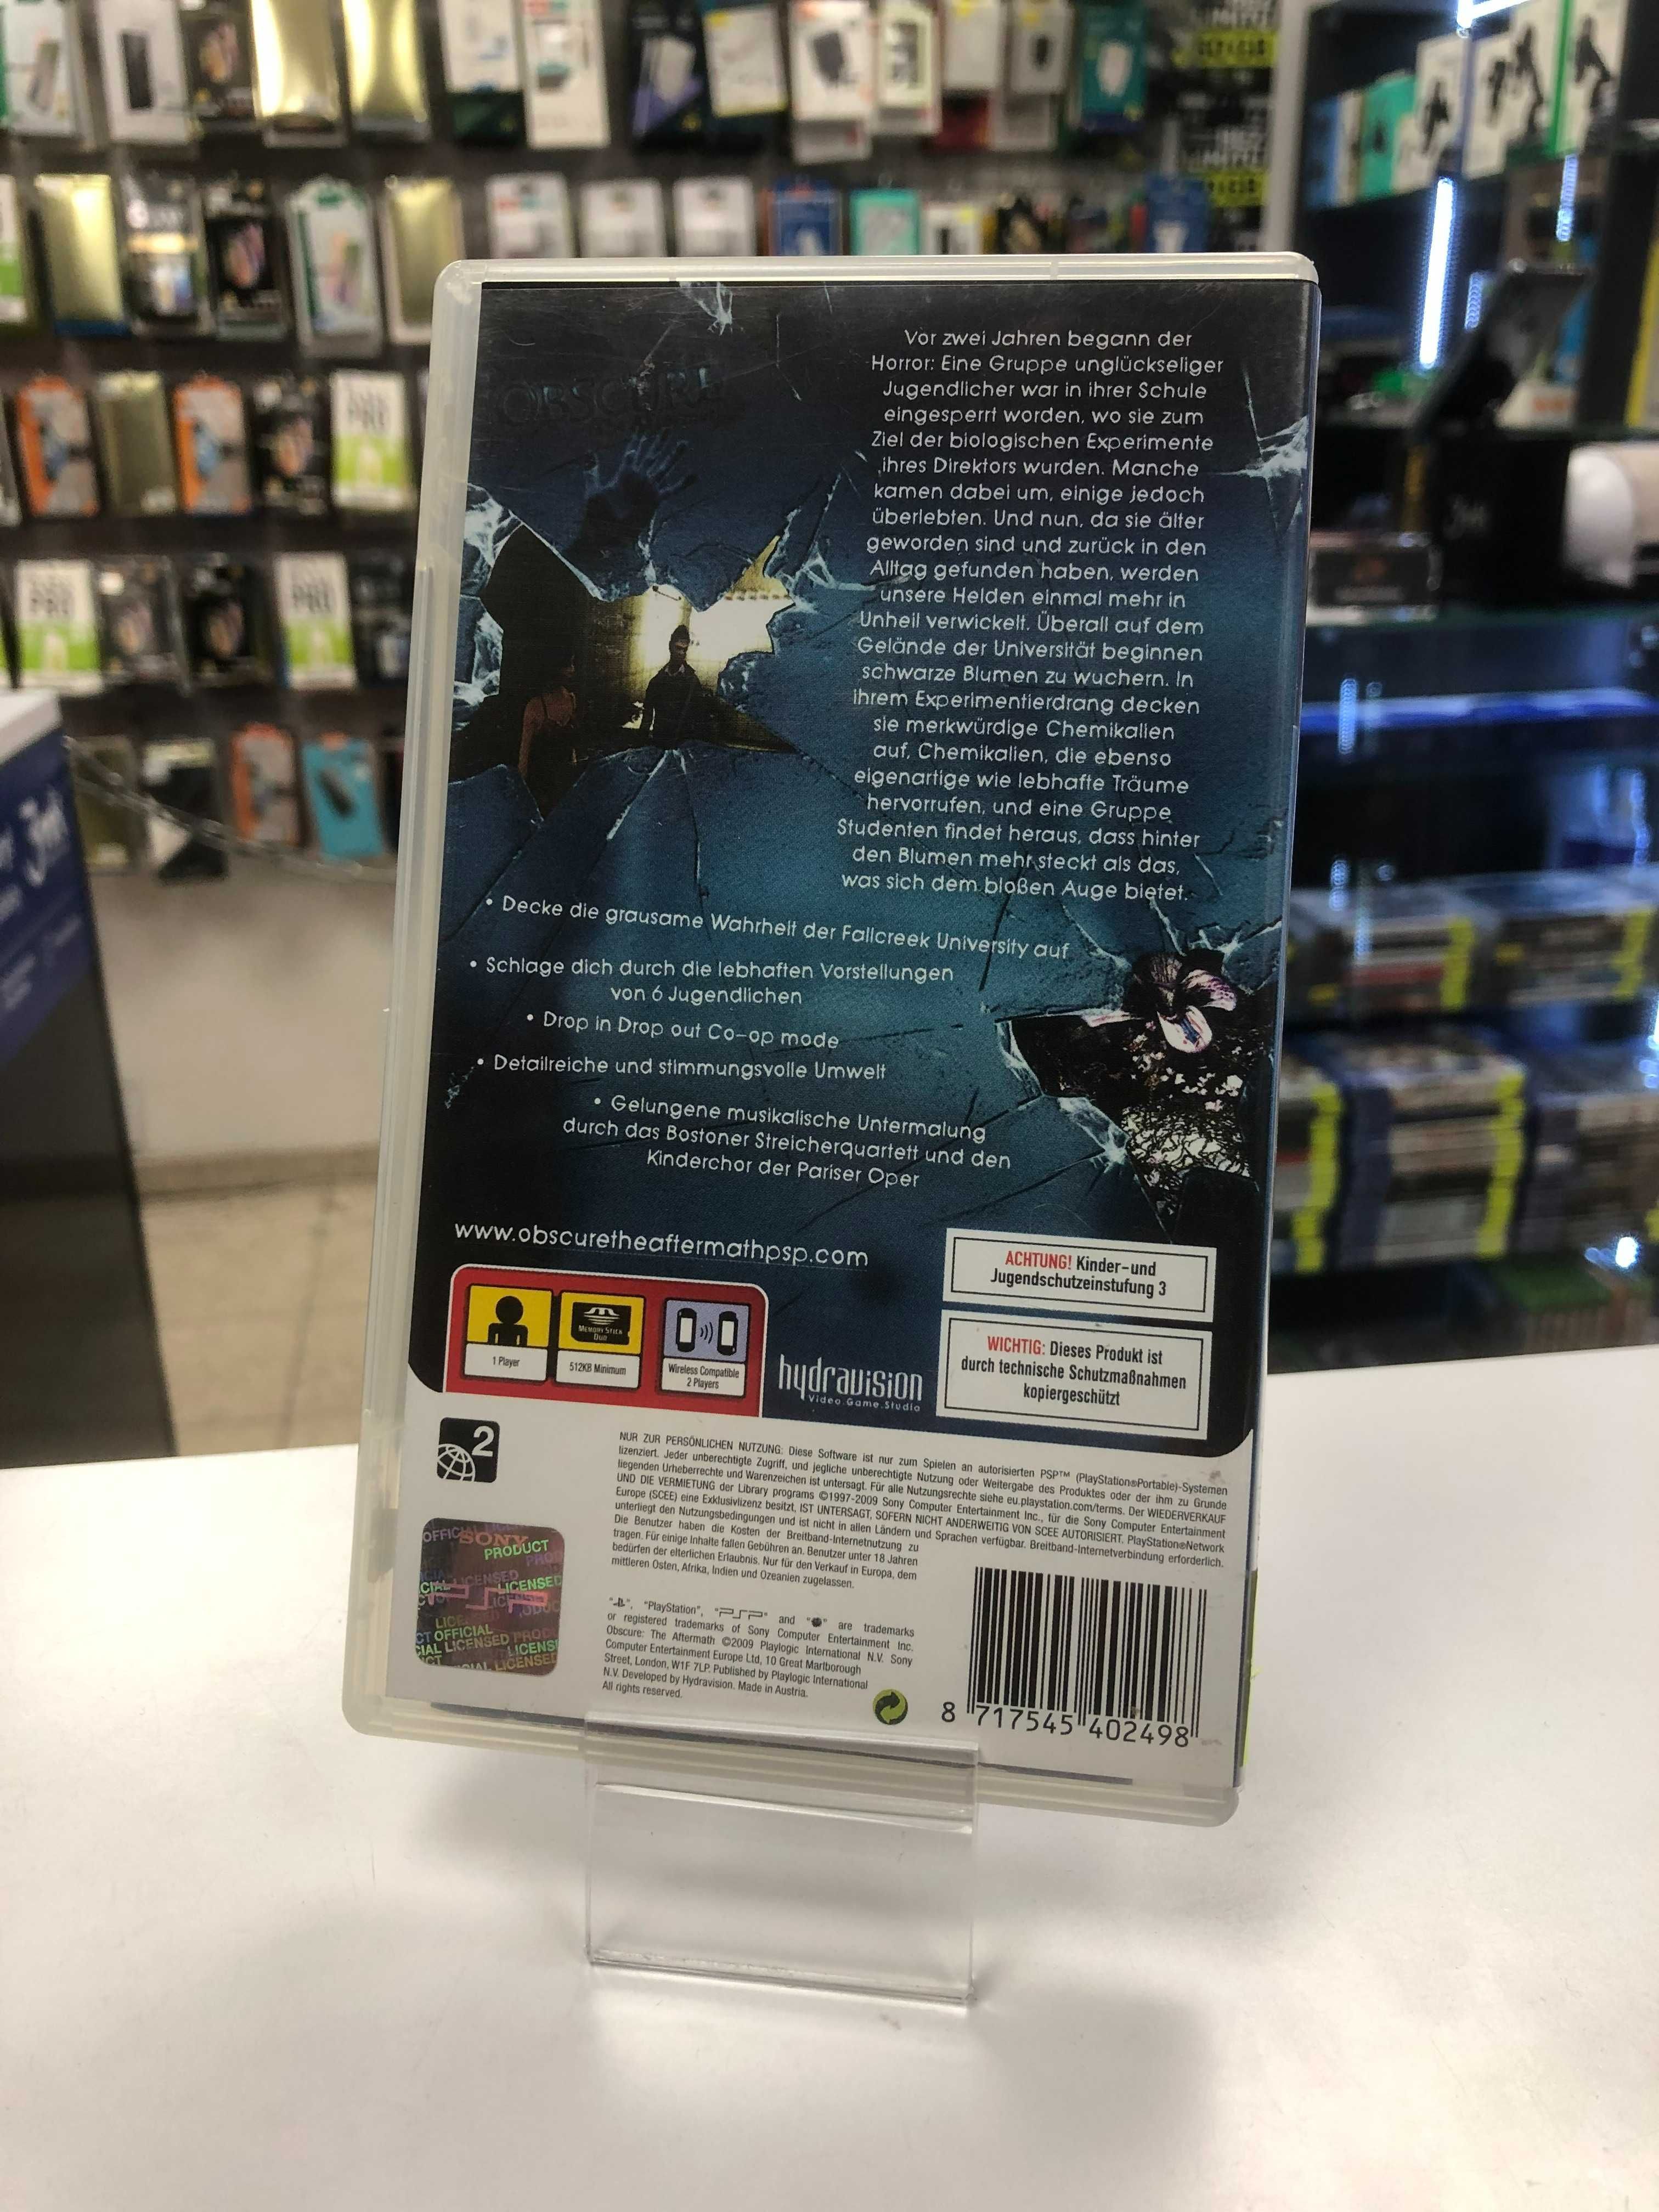 OBSCURE
Vor zwei Jahren begann der
Horror: Eine Gruppe unglückseliger
Jugendlicher war in ihrer Schule
eingesperrt worden, wo sie zum
Ziel der biologischen Experimente
ihres Direktors wurden. Manche
kamen dabei um, einige jedoch
überlebten. Und nun, da sie älter
geworden sind und zurück in den
Alltag gefunden haben, werden
unsere Helden einmal mehr in
Unheil verwickelt. Überall auf dem
Gelände der Universität beginnen
schwarze Blumen zu wuchern. In
ihrem Experimentierdrang decken
sie merkwürdige Chemikalien
auf, Chemikalien, die ebenso
eigenartige wie lebhafte Träume
hervorrufen, und eine Gruppe
Studenten findet heraus, dass hinter
den Blumen mehr steckt als das,
was sich dem bloßen Auge bietet.
• Decke die grausame Wahrheit der Fallcreek University auf
• Schlage dich durch die lebhaften Vorstellungen
von 6 Jugendlichen
• Drop in Drop out Co-op mode
• Detailreiche und stimmungsvolle Umwelt
• Gelungene musikalische Untermalung
durch das Bostoner Streicherquartett und den
Kinderchor der Pariser Oper
www.obscuretheaftermathpsp.com
ACHTUNG! Kinder-und
Jugendschutzeinstufung 3
WICHTIG: Dieses Produkt ist
durch technische Schutzmaßnahmen
kopiergeschützt
1 Player
MEMORY STICK
DUO
512KB Minimum
Wireless Compatible
2 Players
hydravision
Video.Game.Studio
2
NUR ZUR PERSÖNLICHEN NUTZUNG: Diese Software ist nur zum Spielen an autorisierten PSP™ (PlayStation®Portable)-Systemen
lizenziert. Jeder unberechtigte Zugriff, und jegliche unberechtigte Nutzung oder Weitergabe des Produktes oder der ihm zu Grunde
liegenden Urheberrechte und Warenzeichen ist untersagt. Für alle Nutzungsrechte siehe eu.playstation.com/terms. Der WIEDERVERKAUF
UND DIE VERMIETUNG der Library programs ©1997-2009 Sony Computer Entertainment Inc., für die Sony Computer Entertainment
Europe (SCEE) eine Exklusivlizenz besitzt, IST UNTERSAGT, SOFERN NICHT ANDERWEITIG VON SCEE AUTORISIERT. PlayStation®Network
unterliegt den Nutzungsbedingungen und ist nicht in allen Ländern und Sprachen verfügbar. Breitband-Internetverbindung erforderlich.
Die Benutzer haben die Kosten der Breitband-Internetnutzung zu
tragen. Für einige Inhalte fallen Gebühren an. Benutzer unter 18 Jahren
bedürfen der elterlichen Erlaubnis. Nur für den Verkauf in Europa, dem
mittleren Osten, Afrika, Indien und Ozeanien zugelassen.
SONY
PRODUCT
LICENSED
OFFICIAL
"PlayStation", "PSP" and " " are trademarks
or registered trademarks of Sony Computer Entertainment Inc.
Obscure: The Aftermath ©2009 Playlogic International N.V. Sony
Computer Entertainment Europe Ltd, 10 Great Marlborough
Street, London, W1F 7LP. Published by Playlogic International
N.V. Developed by Hydravision. Made in Austria.
All rights reserved.
8 717545 402498